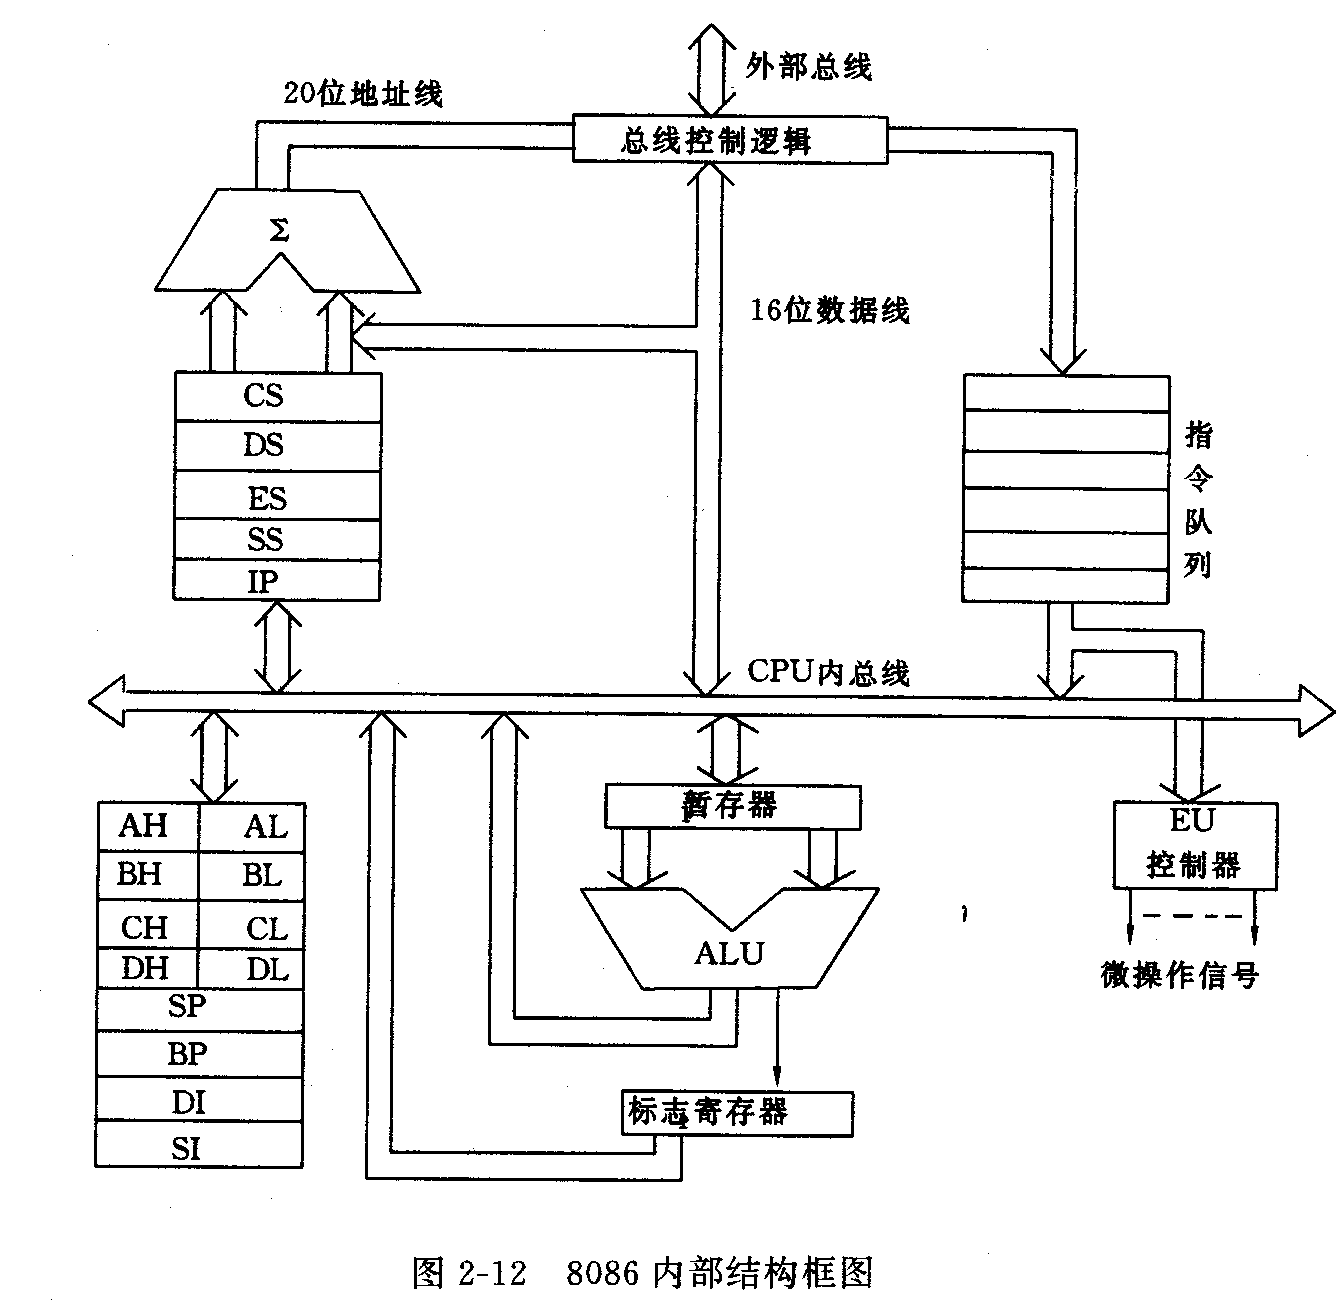 外部总线
20位地址线
总线控制逻辑
Σ
16位数据线
CS
DS
ES
SS
IP
指令队列
CPU内总线
AH AL
BH BL
CH CL
DH DL
SP
BP
DI
SI
暂存器
ALU
标志寄存器
EU
控制器
微操作信号
图 2-12 8086 内部结构框图